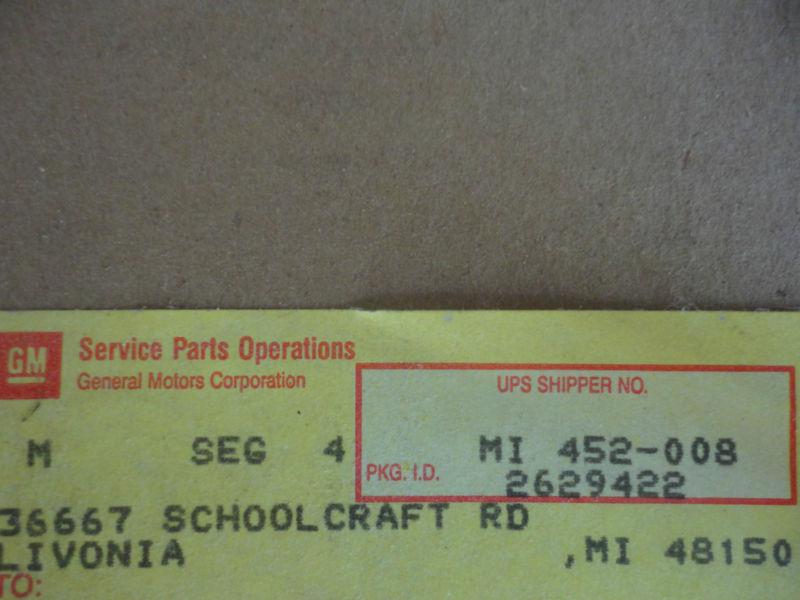 GM Service Parts Operations
General Motors Corporation
UPS SHIPPER NO.
M SEG 4 MI 452-008
PKG. I.D. 2629422
36667 SCHOOLCRAFT RD
LIVONIA ,MI 48150
TO: